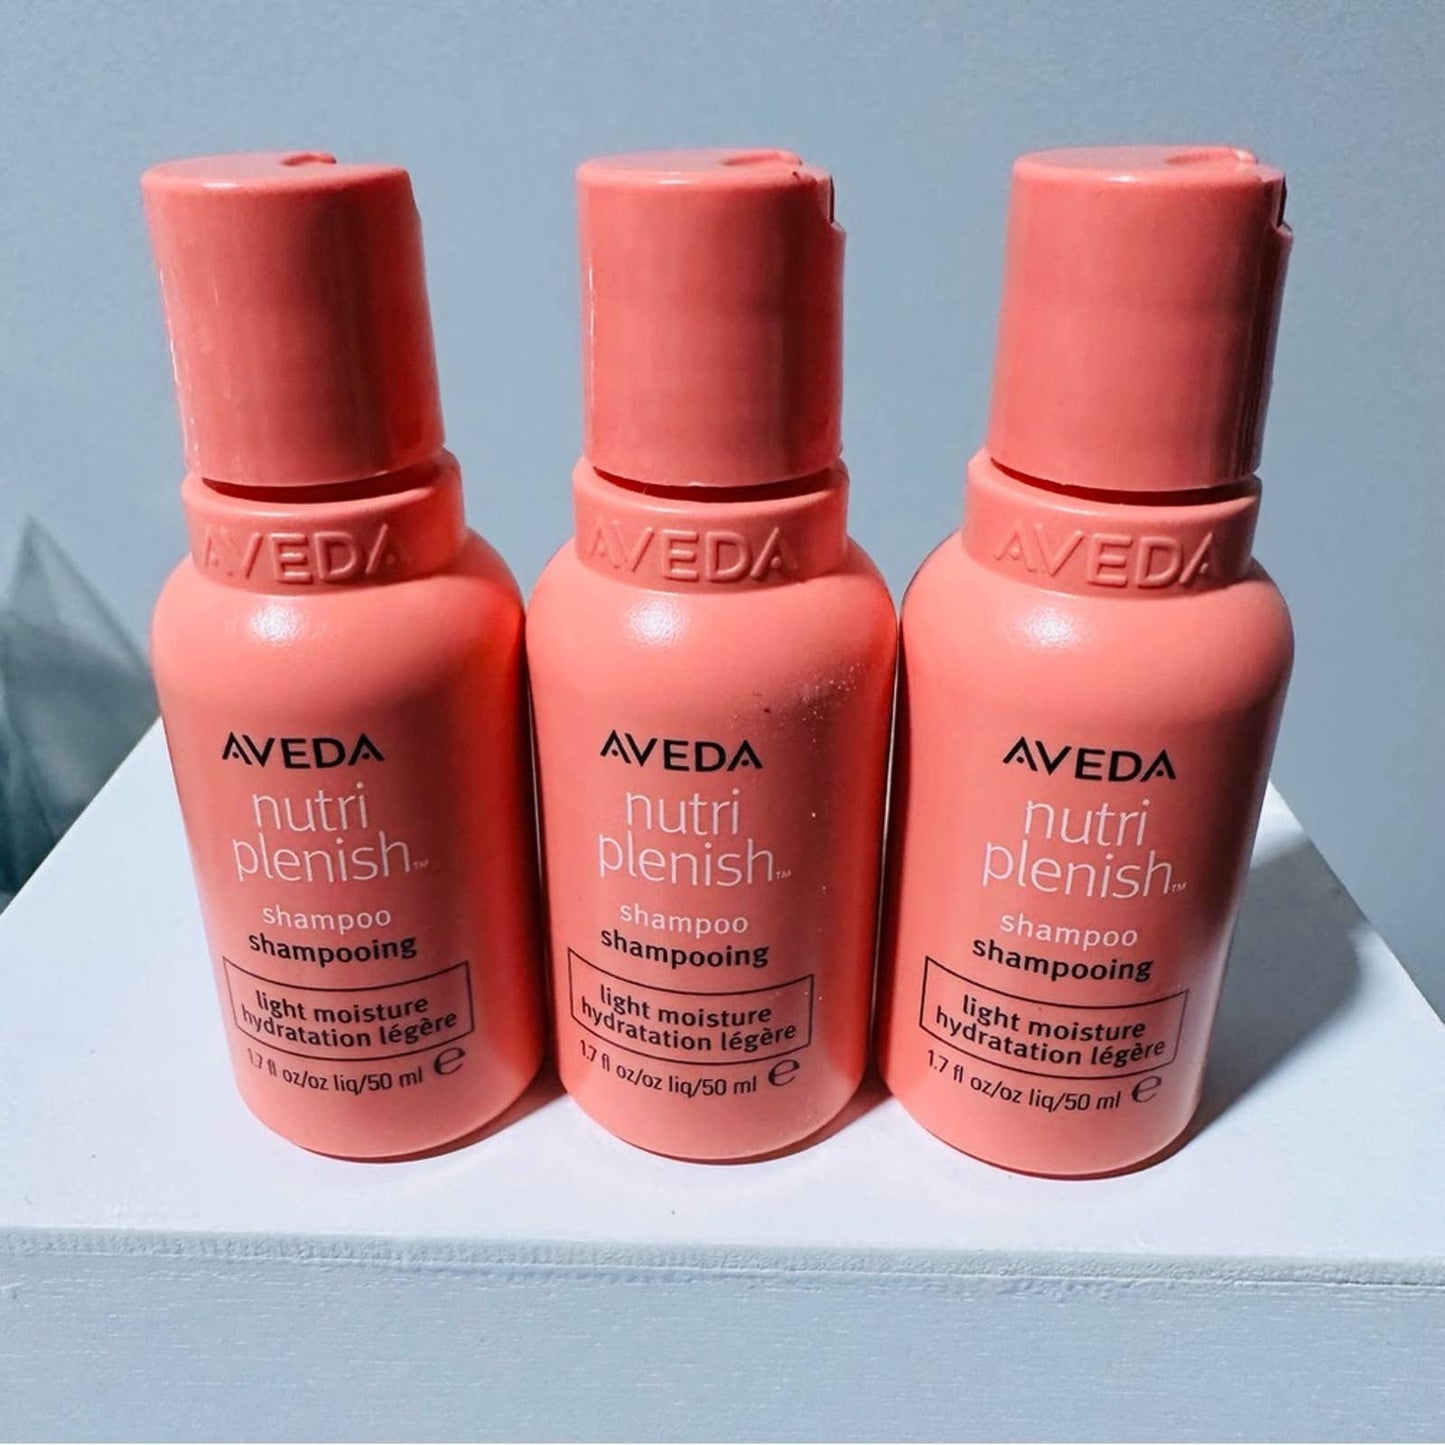 AVEDA
AVEDA
nutri
plenish™
shampoo
shampooing
light moisture
hydratation légère
1.7 fl oz/oz liq/50 ml ℮
AVEDA
AVEDA
nutri
plenish™
shampoo
shampooing
light moisture
hydratation légère
1.7 fl oz/oz liq/50 ml ℮
AVEDA
AVEDA
nutri
plenish™
shampoo
shampooing
light moisture
hydratation légère
1.7 fl oz/oz liq/50 ml ℮